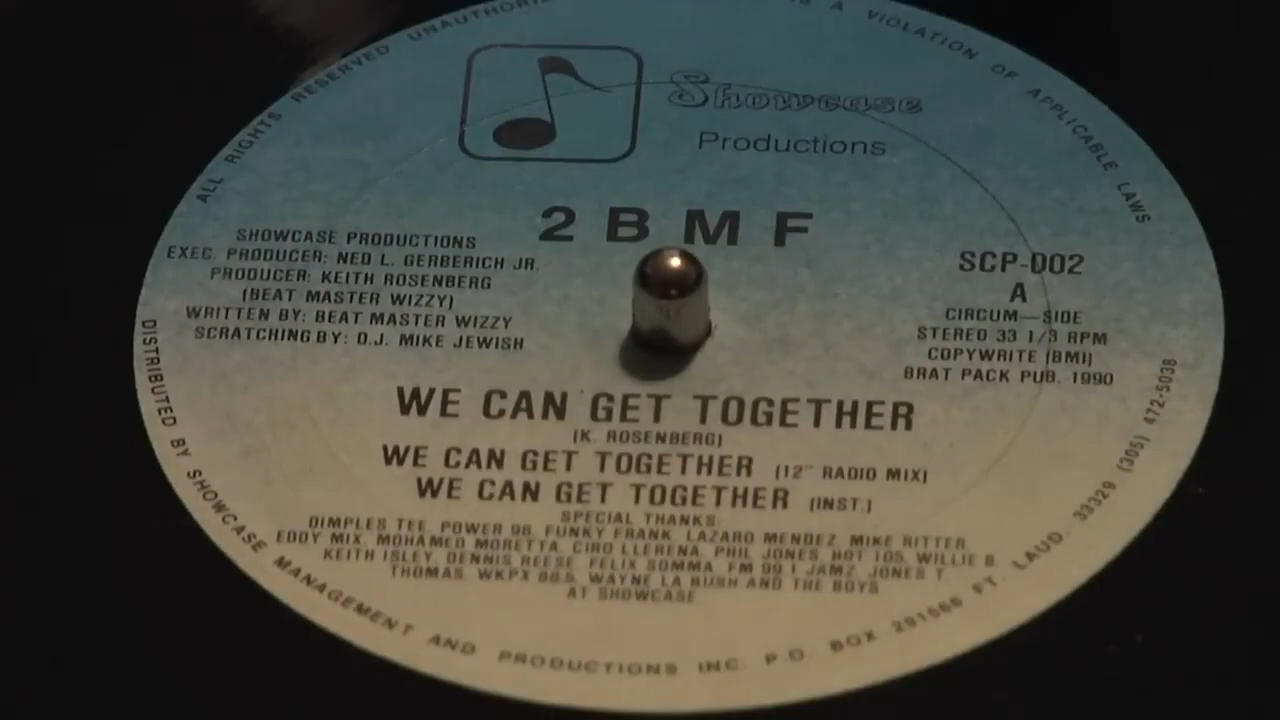 ALL RIGHTS RESERVED UNAUTHORI
IS A VIOLATION OF APPLICABLE LAWS
Showcase
Productions
2 B M F
SHOWCASE PRODUCTIONS
EXEC. PRODUCER: NED L. GERBERICH JR.
PRODUCER: KEITH ROSENBERG
(BEAT MASTER WIZZY)
WRITTEN BY: BEAT MASTER WIZZY
SCRATCHING BY: D.J. MIKE JEWISH
SCP-002
A
CIRCUM—SIDE
STEREO 33 1/3 RPM
COPYWRITE (BMI)
BRAT PACK PUB. 1990
WE CAN GET TOGETHER
(K. ROSENBERG)
WE CAN GET TOGETHER (12" RADIO MIX)
WE CAN GET TOGETHER (INST.)
SPECIAL THANKS:
DIMPLES TEE, POWER 96, FUNKY FRANK, LAZARO MENDEZ, MIKE RITTER,
EDDY MIX, MOHAMED MORETTA, CIRO LLERENA, PHIL JONES, HOT 105, WILLIE B.
KEITH ISLEY, DENNIS REESE, FELIX SOMMA, FM 99.1 JAMZ, JONES T.
THOMAS, WKPX 88.5, WAYNE LA BUSH AND THE BOYS
AT SHOWCASE
DISTRIBUTED BY SHOWCASE MANAGEMENT AND PRODUCTIONS INC. P.O. BOX 291566 FT. LAUD. 33329 (305) 472-5038